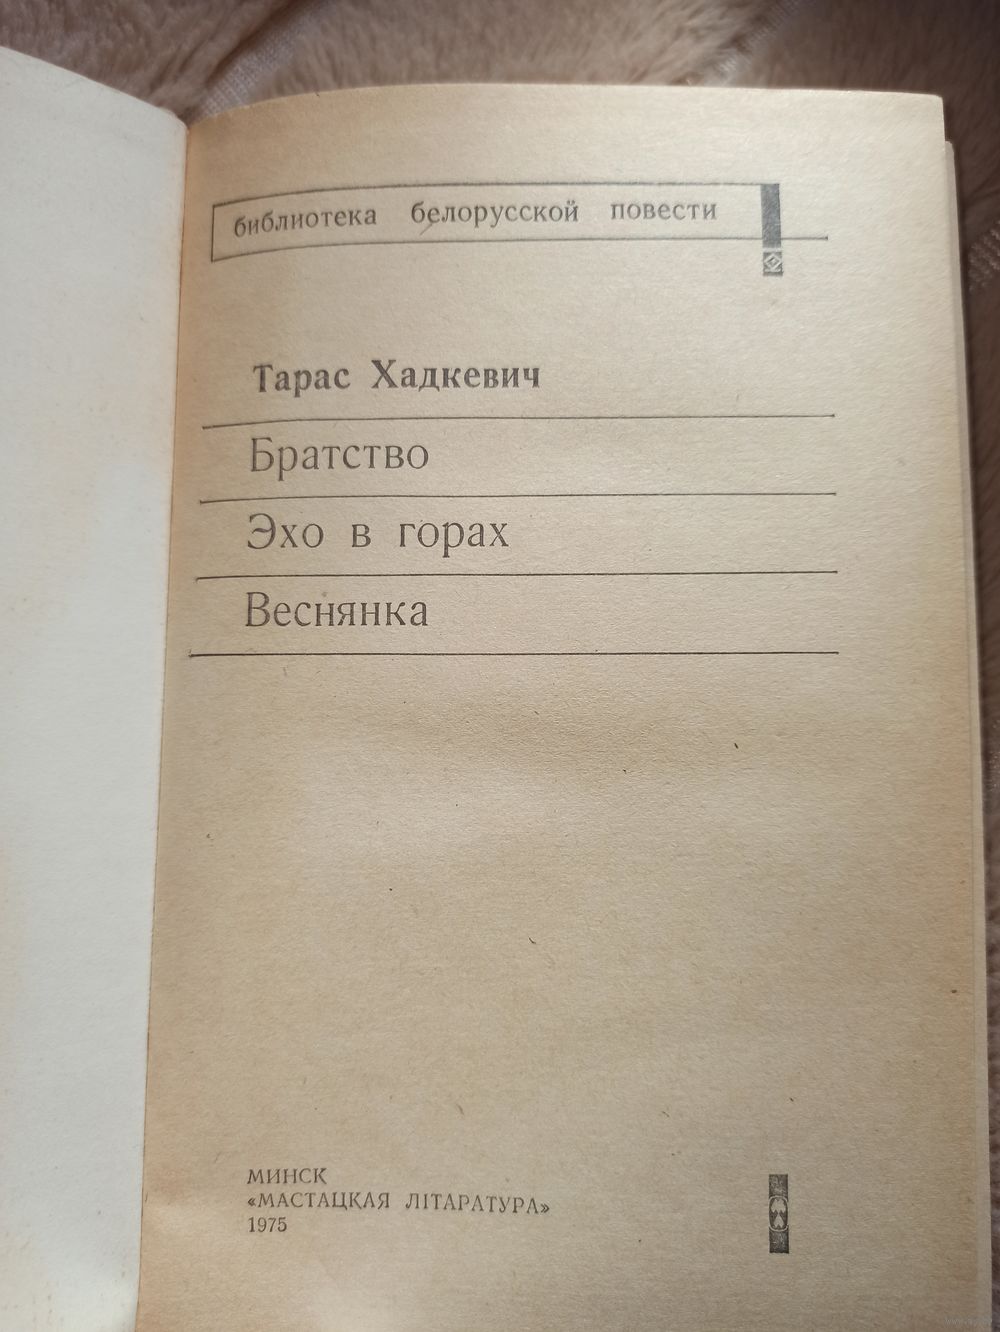 библиотека белорусской повести
Тарас Хадкевич
Братство
Эхо в горах
Веснянка
МИНСК
«МАСТАЦКАЯ ЛІТАРАТУРА»
1975